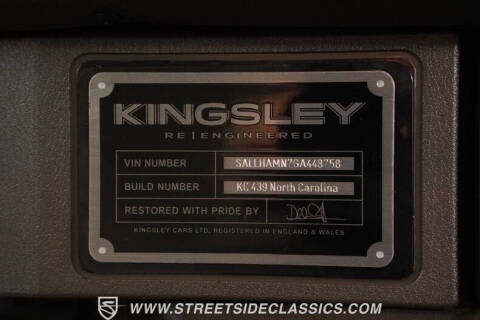 KINGSLEY
RE|ENGINEERED
VIN NUMBER SALLHAMN7GA449758
BUILD NUMBER KC 439 North Carolina
RESTORED WITH PRIDE BY
KINGSLEY CARS LTD, REGISTERED IN ENGLAND & WALES
WWW.STREETSIDECLASSICS.COM